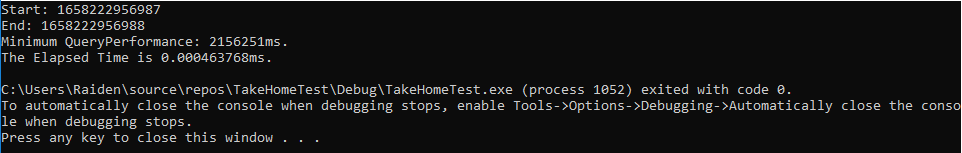 Start: 1658222956987
End: 1658222956988
Minimum QueryPerformance: 2156251ms.
The Elapsed Time is 0.000463768ms.
C:\Users\Raiden\source\repos\TakeHomeTest\Debug\TakeHomeTest.exe (process 1052) exited with code 0.
To automatically close the console when debugging stops, enable Tools->Options->Debugging->Automatically close the conso
le when debugging stops.
Press any key to close this window . . .